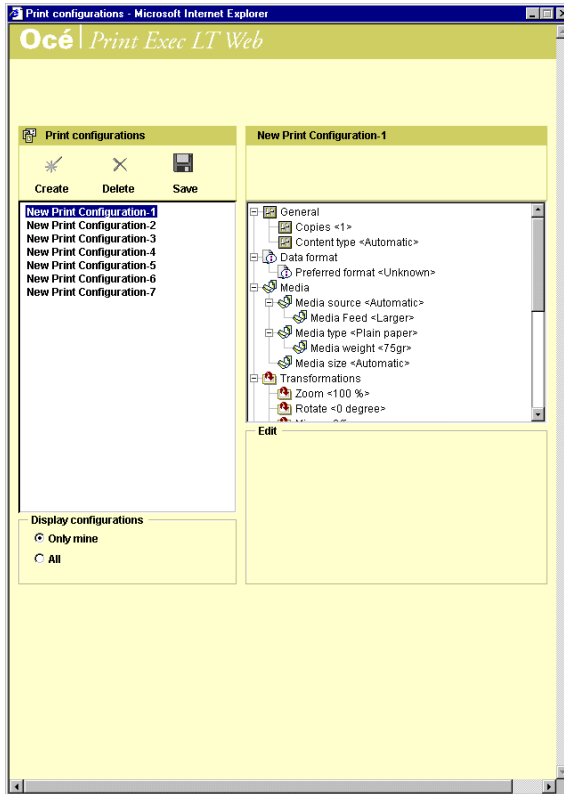 Print configurations - Microsoft Internet Explorer
Océ Print Exec LT Web
Print configurations
Create Delete Save
New Print Configuration-1
New Print Configuration-2
New Print Configuration-3
New Print Configuration-4
New Print Configuration-5
New Print Configuration-6
New Print Configuration-7
Display configurations
Only mine
All
New Print Configuration-1
General
Copies <1>
Content type <Automatic>
Data format
Preferred format <Unknown>
Media
Media source <Automatic>
Media Feed <Larger>
Media type <Plain paper>
Media weight <75gr>
Media size <Automatic>
Transformations
Zoom <100 %>
Rotate <0 degree>
Edit